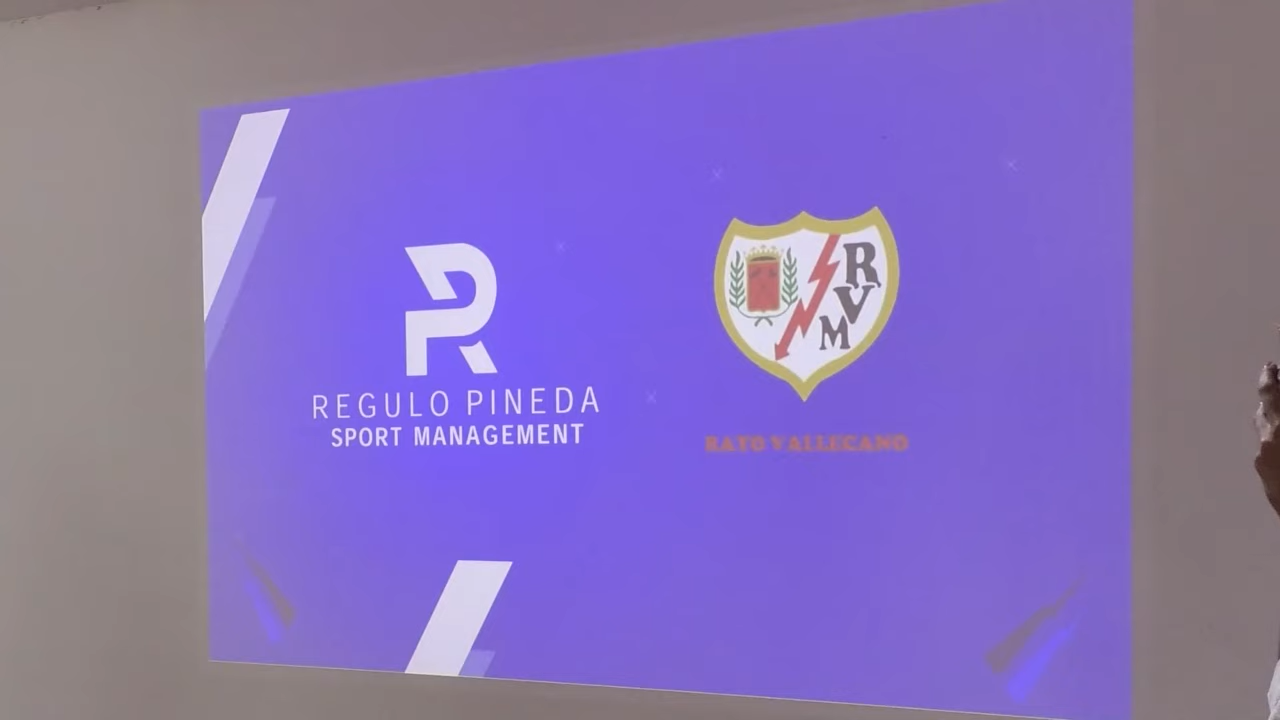 REGULO PINEDA
SPORT MANAGEMENT
R
V
M
RAYO VALLECANO